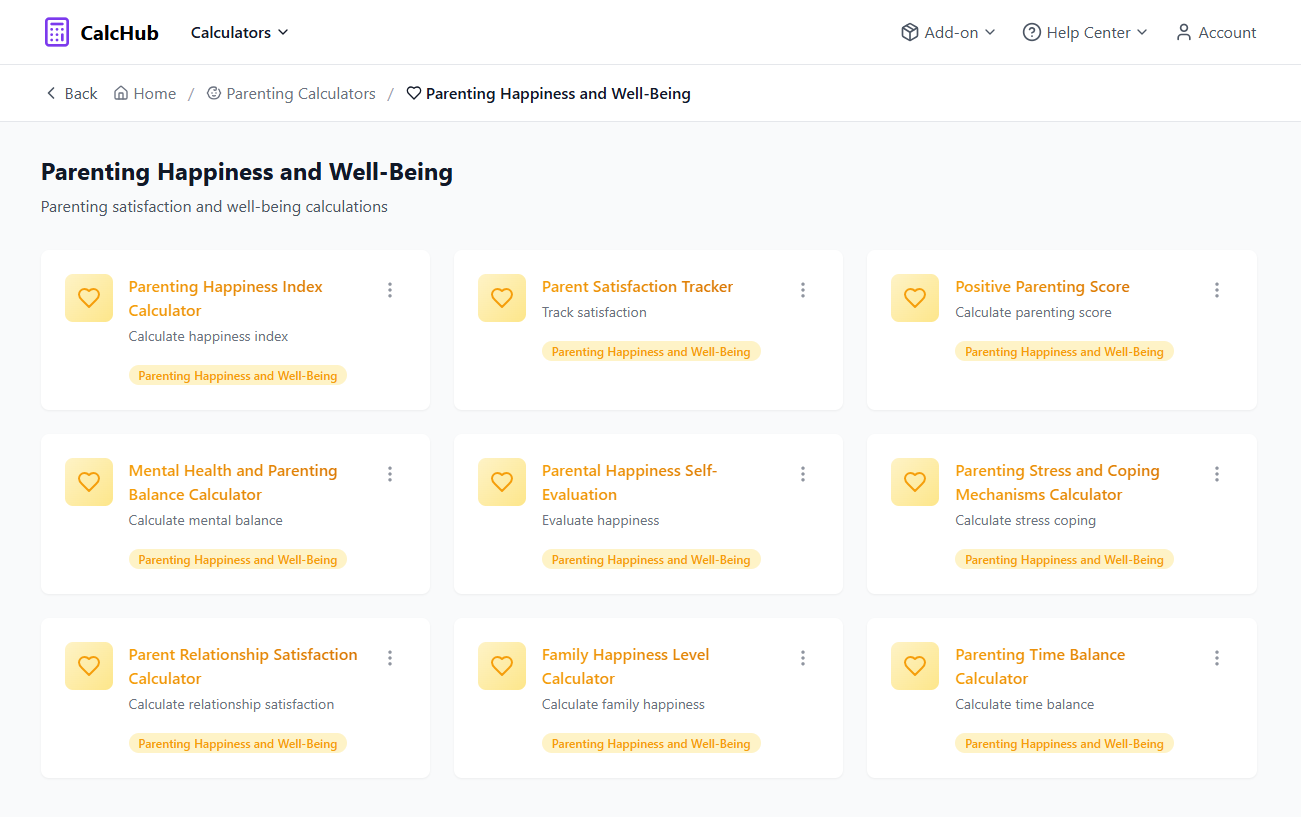 CalcHub
Calculators
Add-on
Help Center
Account
Back
Home
/
Parenting Calculators
/
Parenting Happiness and Well-Being
Parenting Happiness and Well-Being
Parenting satisfaction and well-being calculations
Parenting Happiness Index
Calculator
Calculate happiness index
Parenting Happiness and Well-Being
Parent Satisfaction Tracker
Track satisfaction
Parenting Happiness and Well-Being
Positive Parenting Score
Calculate parenting score
Parenting Happiness and Well-Being
Mental Health and Parenting
Balance Calculator
Calculate mental balance
Parenting Happiness and Well-Being
Parental Happiness Self-
Evaluation
Evaluate happiness
Parenting Happiness and Well-Being
Parenting Stress and Coping
Mechanisms Calculator
Calculate stress coping
Parenting Happiness and Well-Being
Parent Relationship Satisfaction
Calculator
Calculate relationship satisfaction
Parenting Happiness and Well-Being
Family Happiness Level
Calculator
Calculate family happiness
Parenting Happiness and Well-Being
Parenting Time Balance
Calculator
Calculate time balance
Parenting Happiness and Well-Being